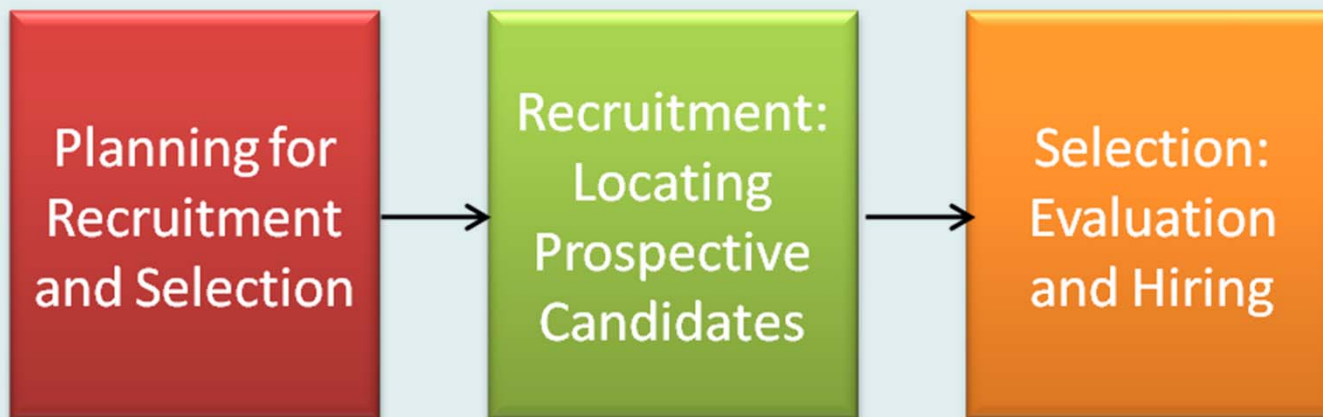 Planning for
Recruitment
and Selection
Recruitment:
Locating
Prospective
Candidates
Selection:
Evaluation
and Hiring